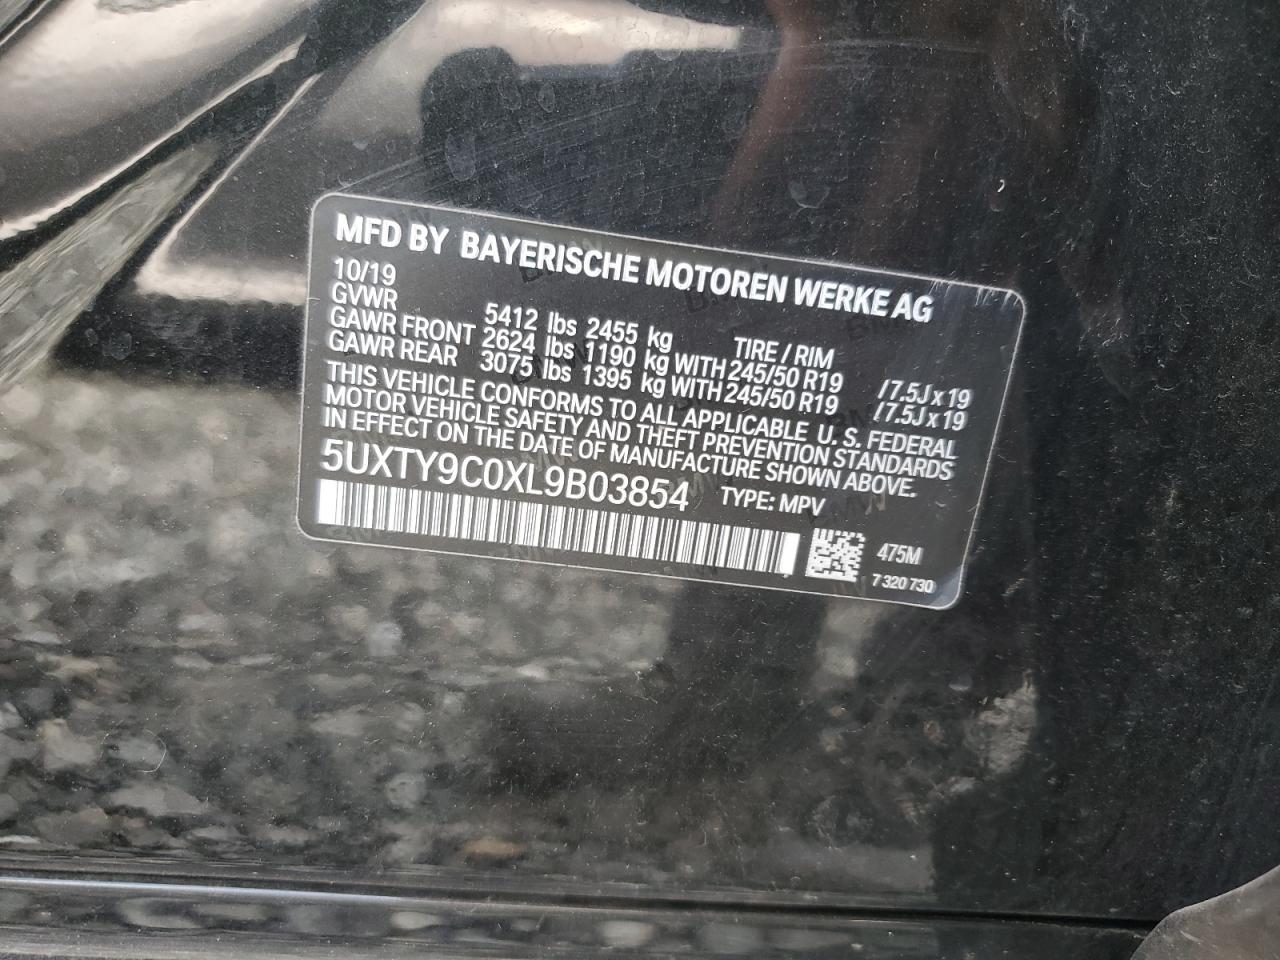 MFD BY BAYERISCHE MOTOREN WERKE AG
10/19
GVWR 5412 lbs 2455 kg TIRE / RIM
GAWR FRONT 2624 lbs 1190 kg WITH 245/50 R19 / 7.5J x 19
GAWR REAR 3075 lbs 1395 kg WITH 245/50 R19 / 7.5J x 19
THIS VEHICLE CONFORMS TO ALL APPLICABLE U. S. FEDERAL
MOTOR VEHICLE SAFETY AND THEFT PREVENTION STANDARDS
IN EFFECT ON THE DATE OF MANUFACTURE SHOWN ABOVE.
5UXTY9C0XL9B03854 TYPE: MPV
475M
7 320 730